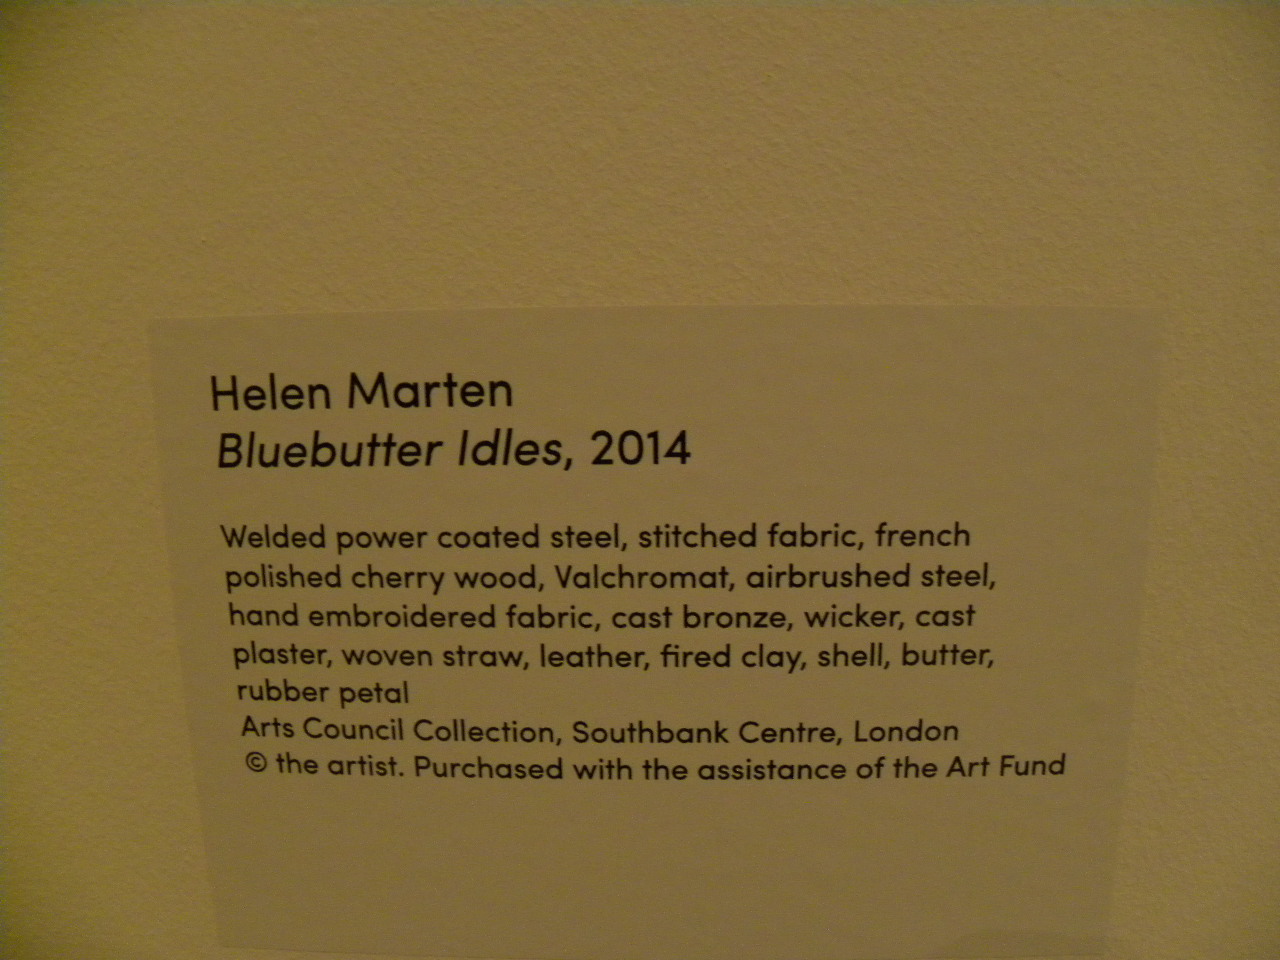 Helen Marten
Bluebutter Idles, 2014
Welded power coated steel, stitched fabric, french
polished cherry wood, Valchromat, airbrushed steel,
hand embroidered fabric, cast bronze, wicker, cast
plaster, woven straw, leather, fired clay, shell, butter,
rubber petal
Arts Council Collection, Southbank Centre, London
© the artist. Purchased with the assistance of the Art Fund